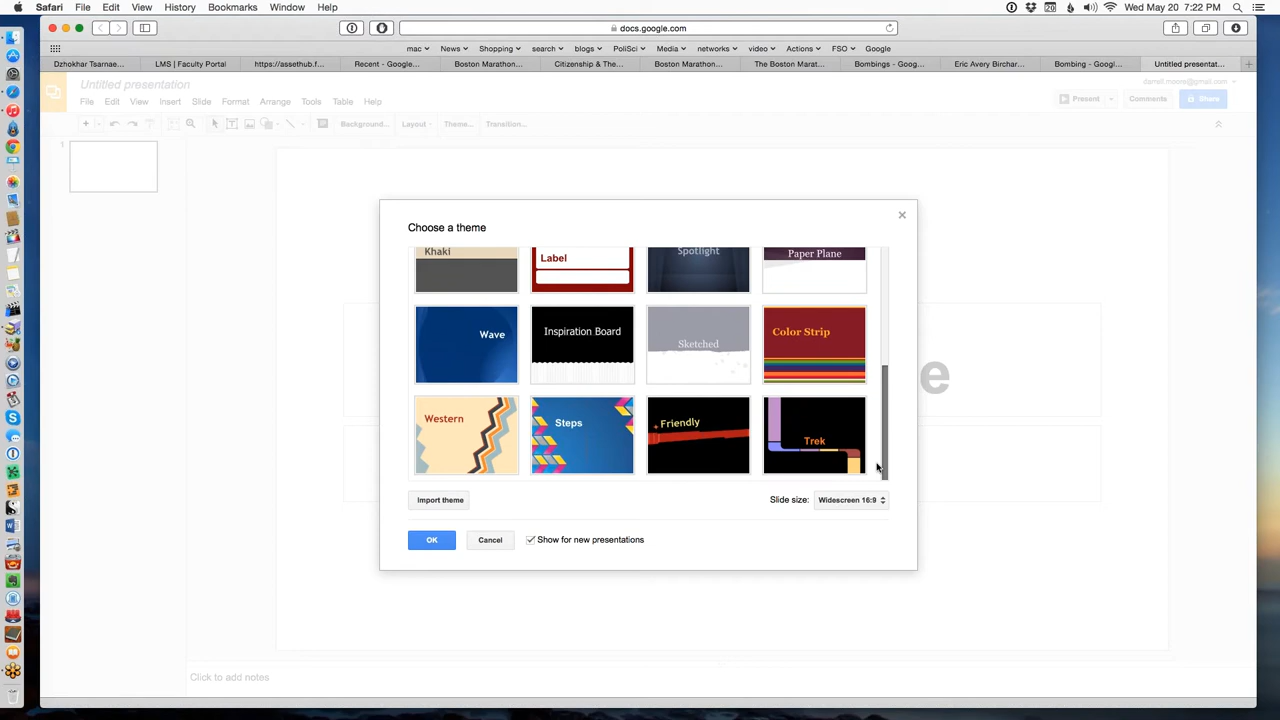 Safari File Edit View History Bookmarks Window Help Wed May 20 7:22 PM
docs.google.com
mac News Shopping search blogs PoliSci Media networks video Actions FSO Google
Dzhokhar Tsarnae... LMS | Faculty Portal https://assethub.f... Recent - Google... Boston Marathon... Citizenship & The... Boston Marathon... The Boston Marat... Bombings - Goog... Eric Avery Birchar... Bombing - Googl... Untitled presentat...
Untitled presentation
darrell.moore@gmail.com
File Edit View Insert Slide Format Arrange Tools Table Help
Present Comments Share
Background... Layout Theme... Transition...
1
Choose a theme
Khaki Label Spotlight Paper Plane
Wave Inspiration Board Sketched Color Strip
e
Western Steps Friendly Trek
Import theme Slide size: Widescreen 16:9
OK Cancel Show for new presentations
Click to add notes